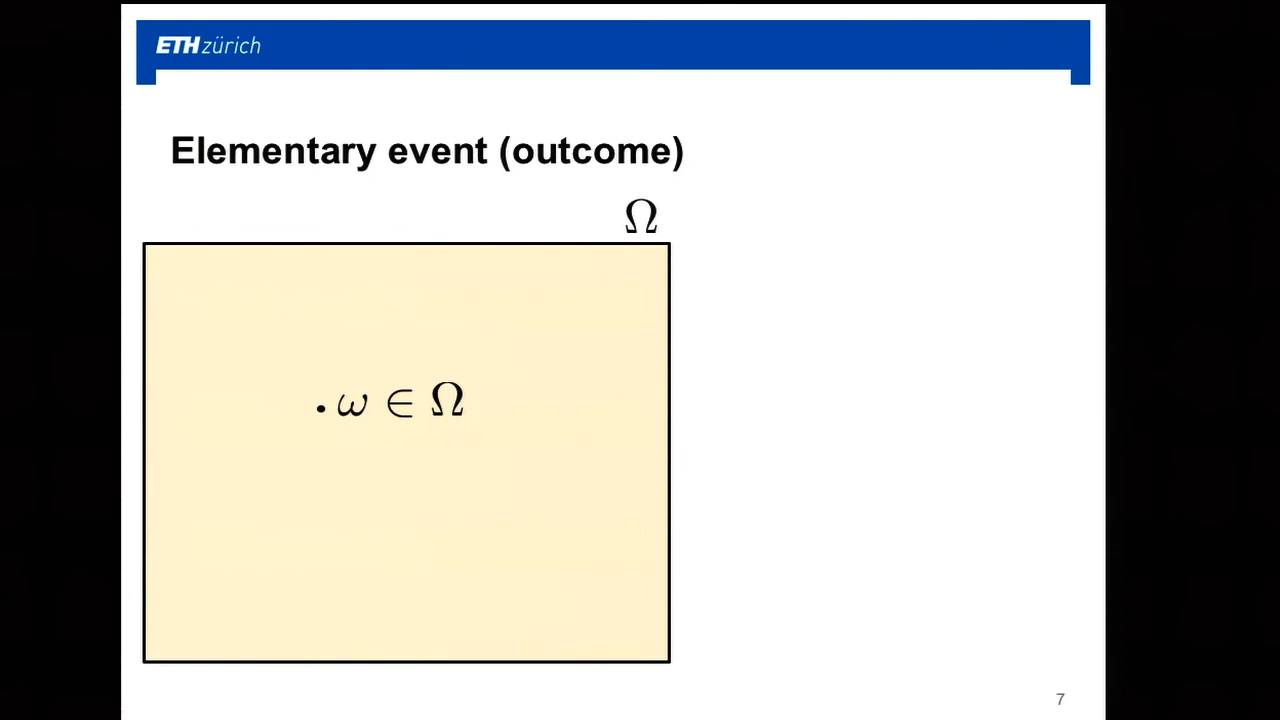 ETH zürich
Elementary event (outcome)
Ω
. ω ∈ Ω
7